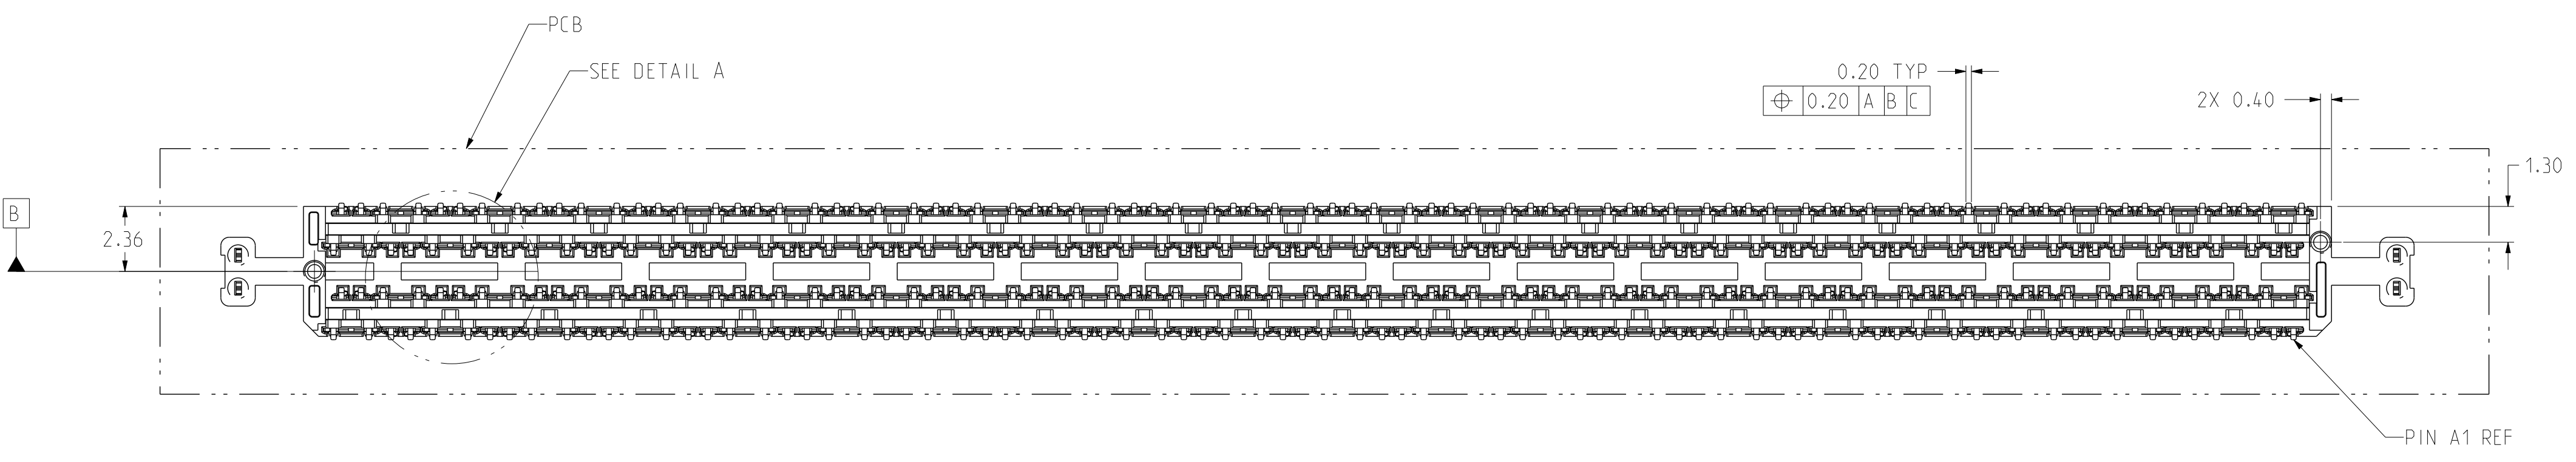 PCB
SEE DETAIL A
0.20 TYP
⌖ 0.20 A B C
2X 0.40
1.30
B
2.36
PIN A1 REF